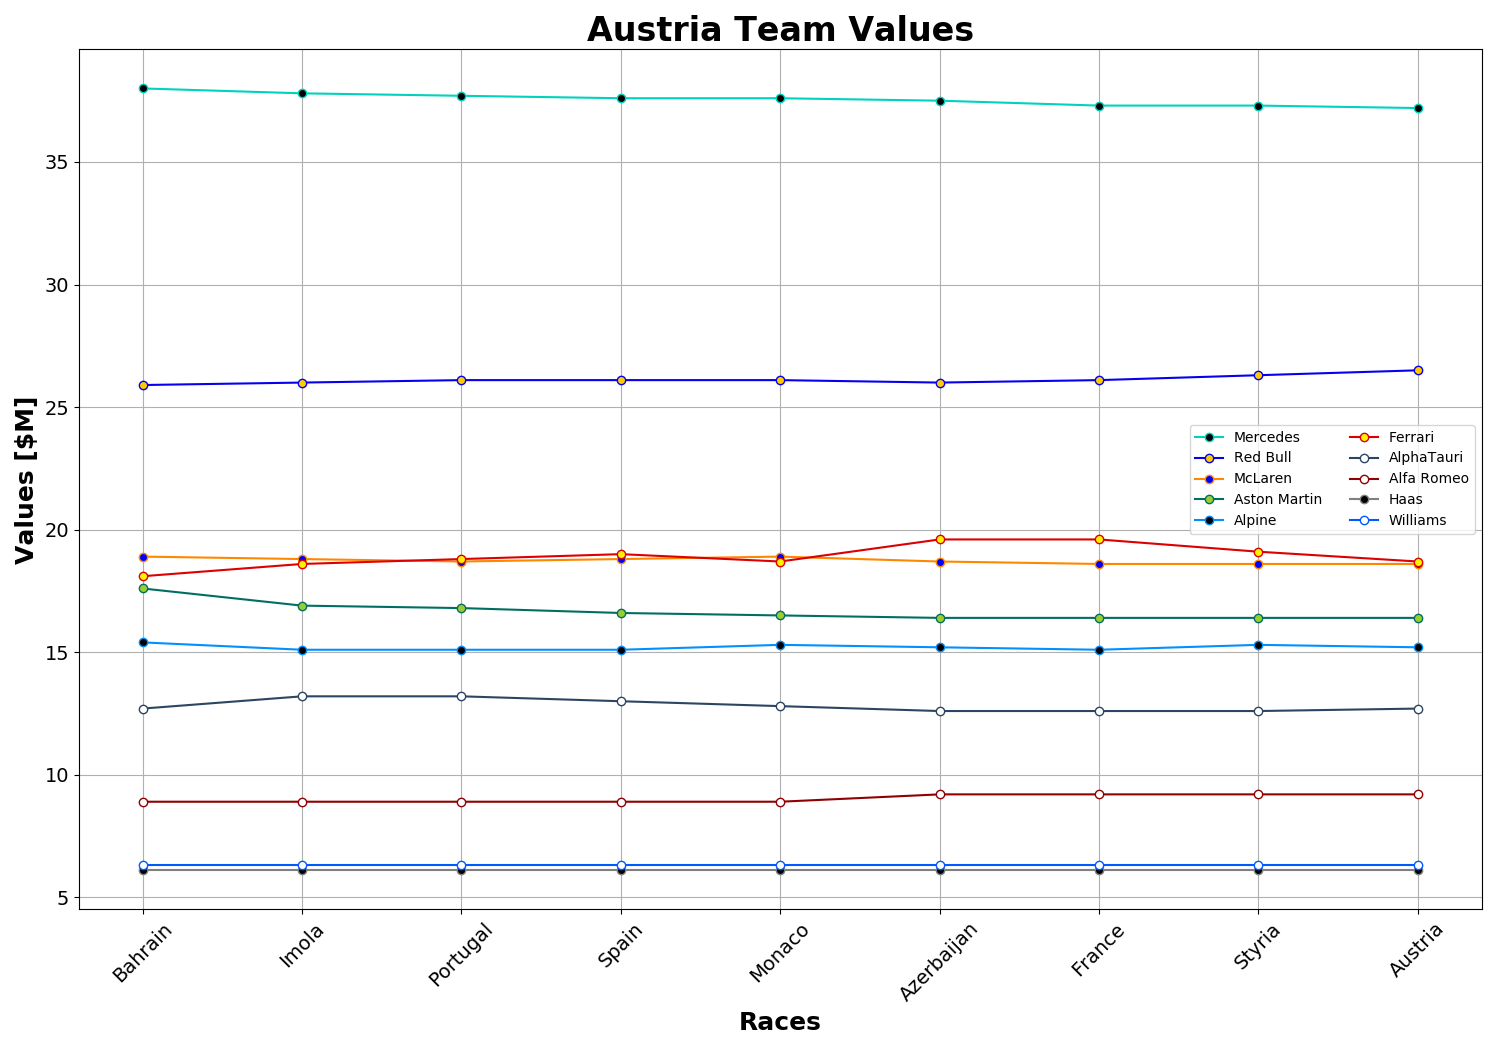 Austria Team Values
Values [$M]
35
30
25
20
15
10
5
Mercedes
Red Bull
McLaren
Aston Martin
Alpine
Ferrari
AlphaTauri
Alfa Romeo
Haas
Williams
Bahrain
Imola
Portugal
Spain
Monaco
Azerbaijan
France
Styria
Austria
Races